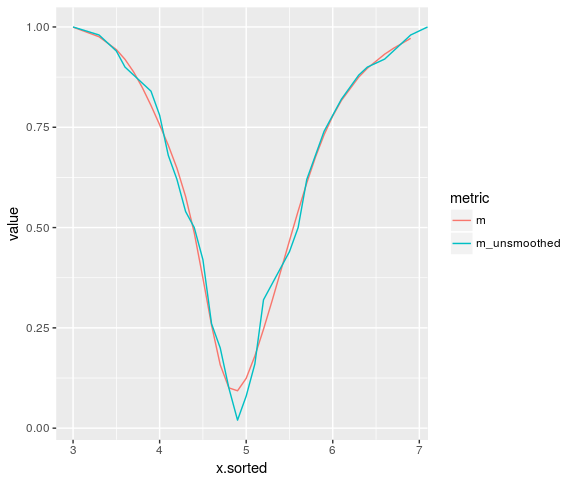 1.00
0.75
0.50
0.25
0.00
value
3 4 5 6 7
x.sorted
metric
m
m_unsmoothed